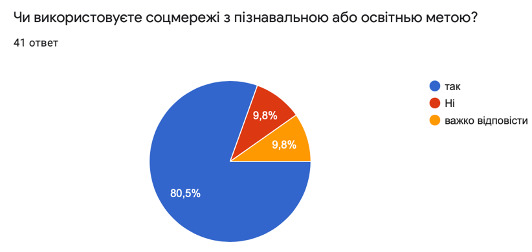 Чи використовуєте соцмережі з пізнавальною або освітньою метою?
41 ответ
так
Ні
важко відповісти
9,8%
9,8%
80,5%